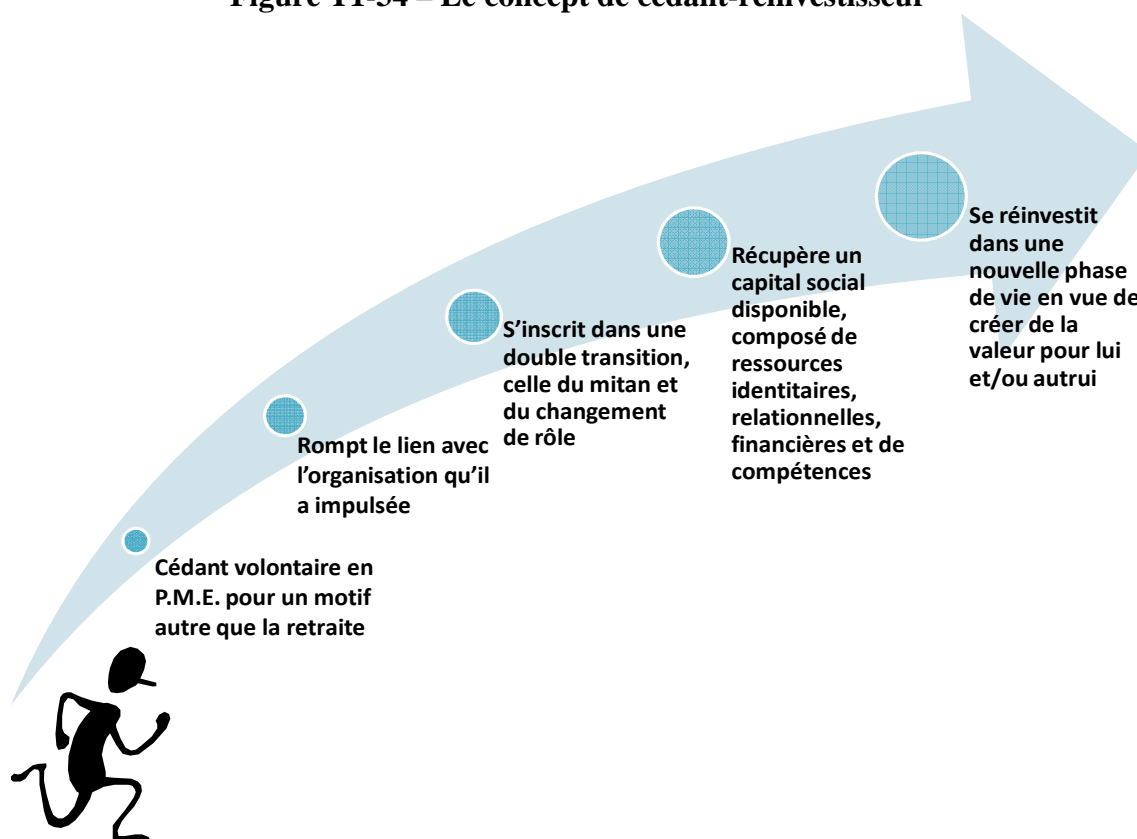 Figure T1-34 – Le concept de cédant-réinvestisseur
Cédant volontaire en
P.M.E. pour un motif
autre que la retraite
Rompt le lien avec
l’organisation qu’il
a impulsée
S’inscrit dans une
double transition,
celle du mitan et
du changement
de rôle
Récupère un
capital social
disponible,
composé de
ressources
identitaires,
relationnelles,
financières et de
compétences
Se réinvestit
dans une
nouvelle phase
de vie en vue de
créer de la
valeur pour lui
et/ou autrui